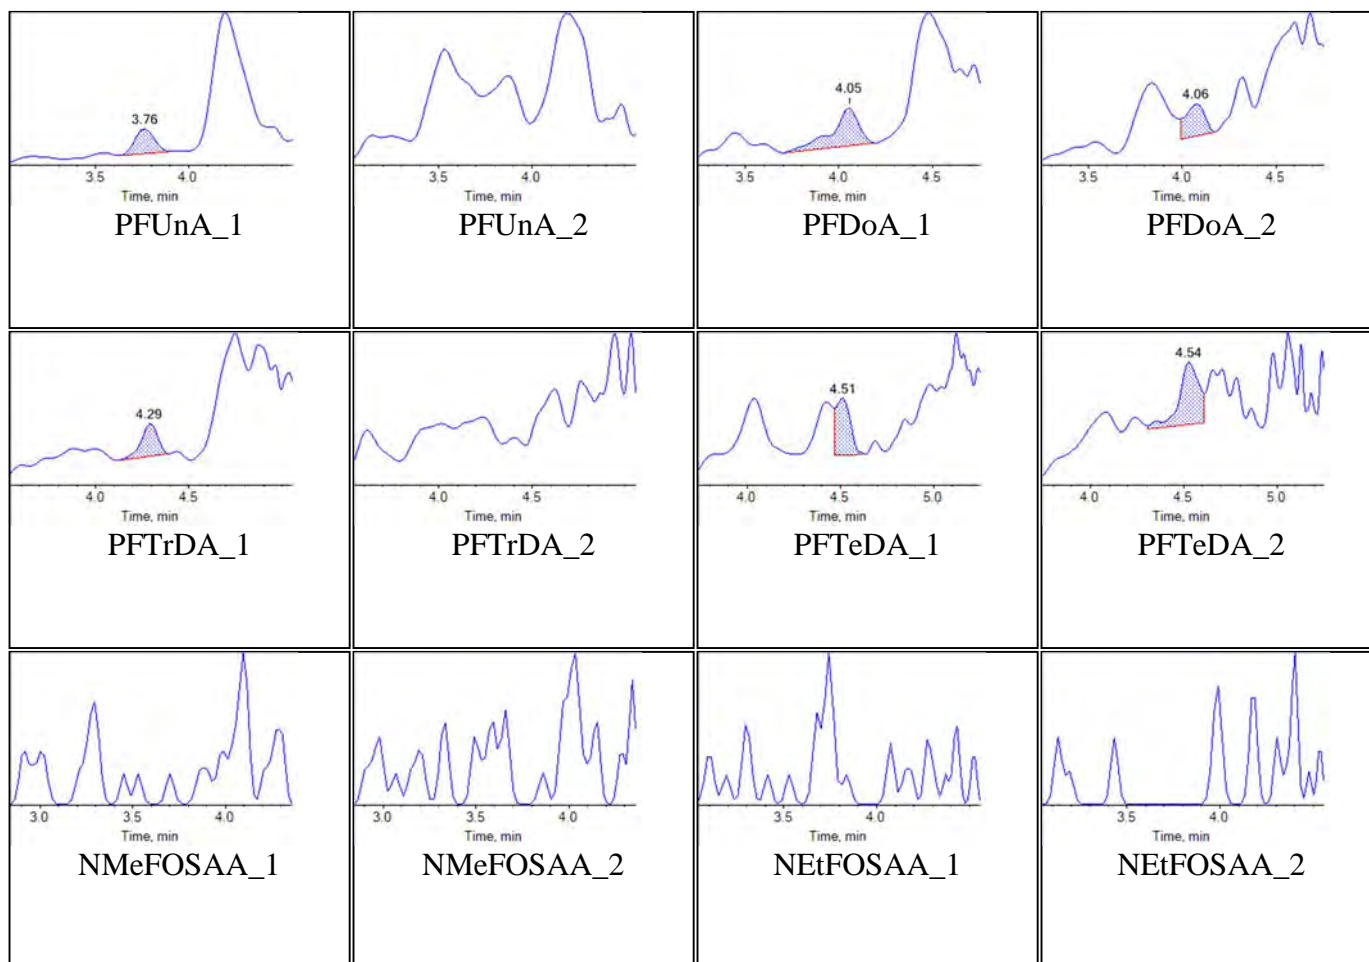 3.76
3.5 4.0
Time, min
PFUnA_1
3.5 4.0 4.5
Time, min
PFUnA_2
4.05
3.5 4.0 4.5
Time, min
PFDoA_1
4.06
3.5 4.0 4.5
Time, min
PFDoA_2
4.29
4.0 4.5
Time, min
PFTrDA_1
4.0 4.5
Time, min
PFTrDA_2
4.51
4.0 4.5 5.0
Time, min
PFTeDA_1
4.54
4.0 4.5 5.0
Time, min
PFTeDA_2
3.0 3.5 4.0
Time, min
NMeFOSAA_1
3.0 3.5 4.0
Time, min
NMeFOSAA_2
3.5 4.0
Time, min
NEtFOSAA_1
3.5 4.0
Time, min
NEtFOSAA_2